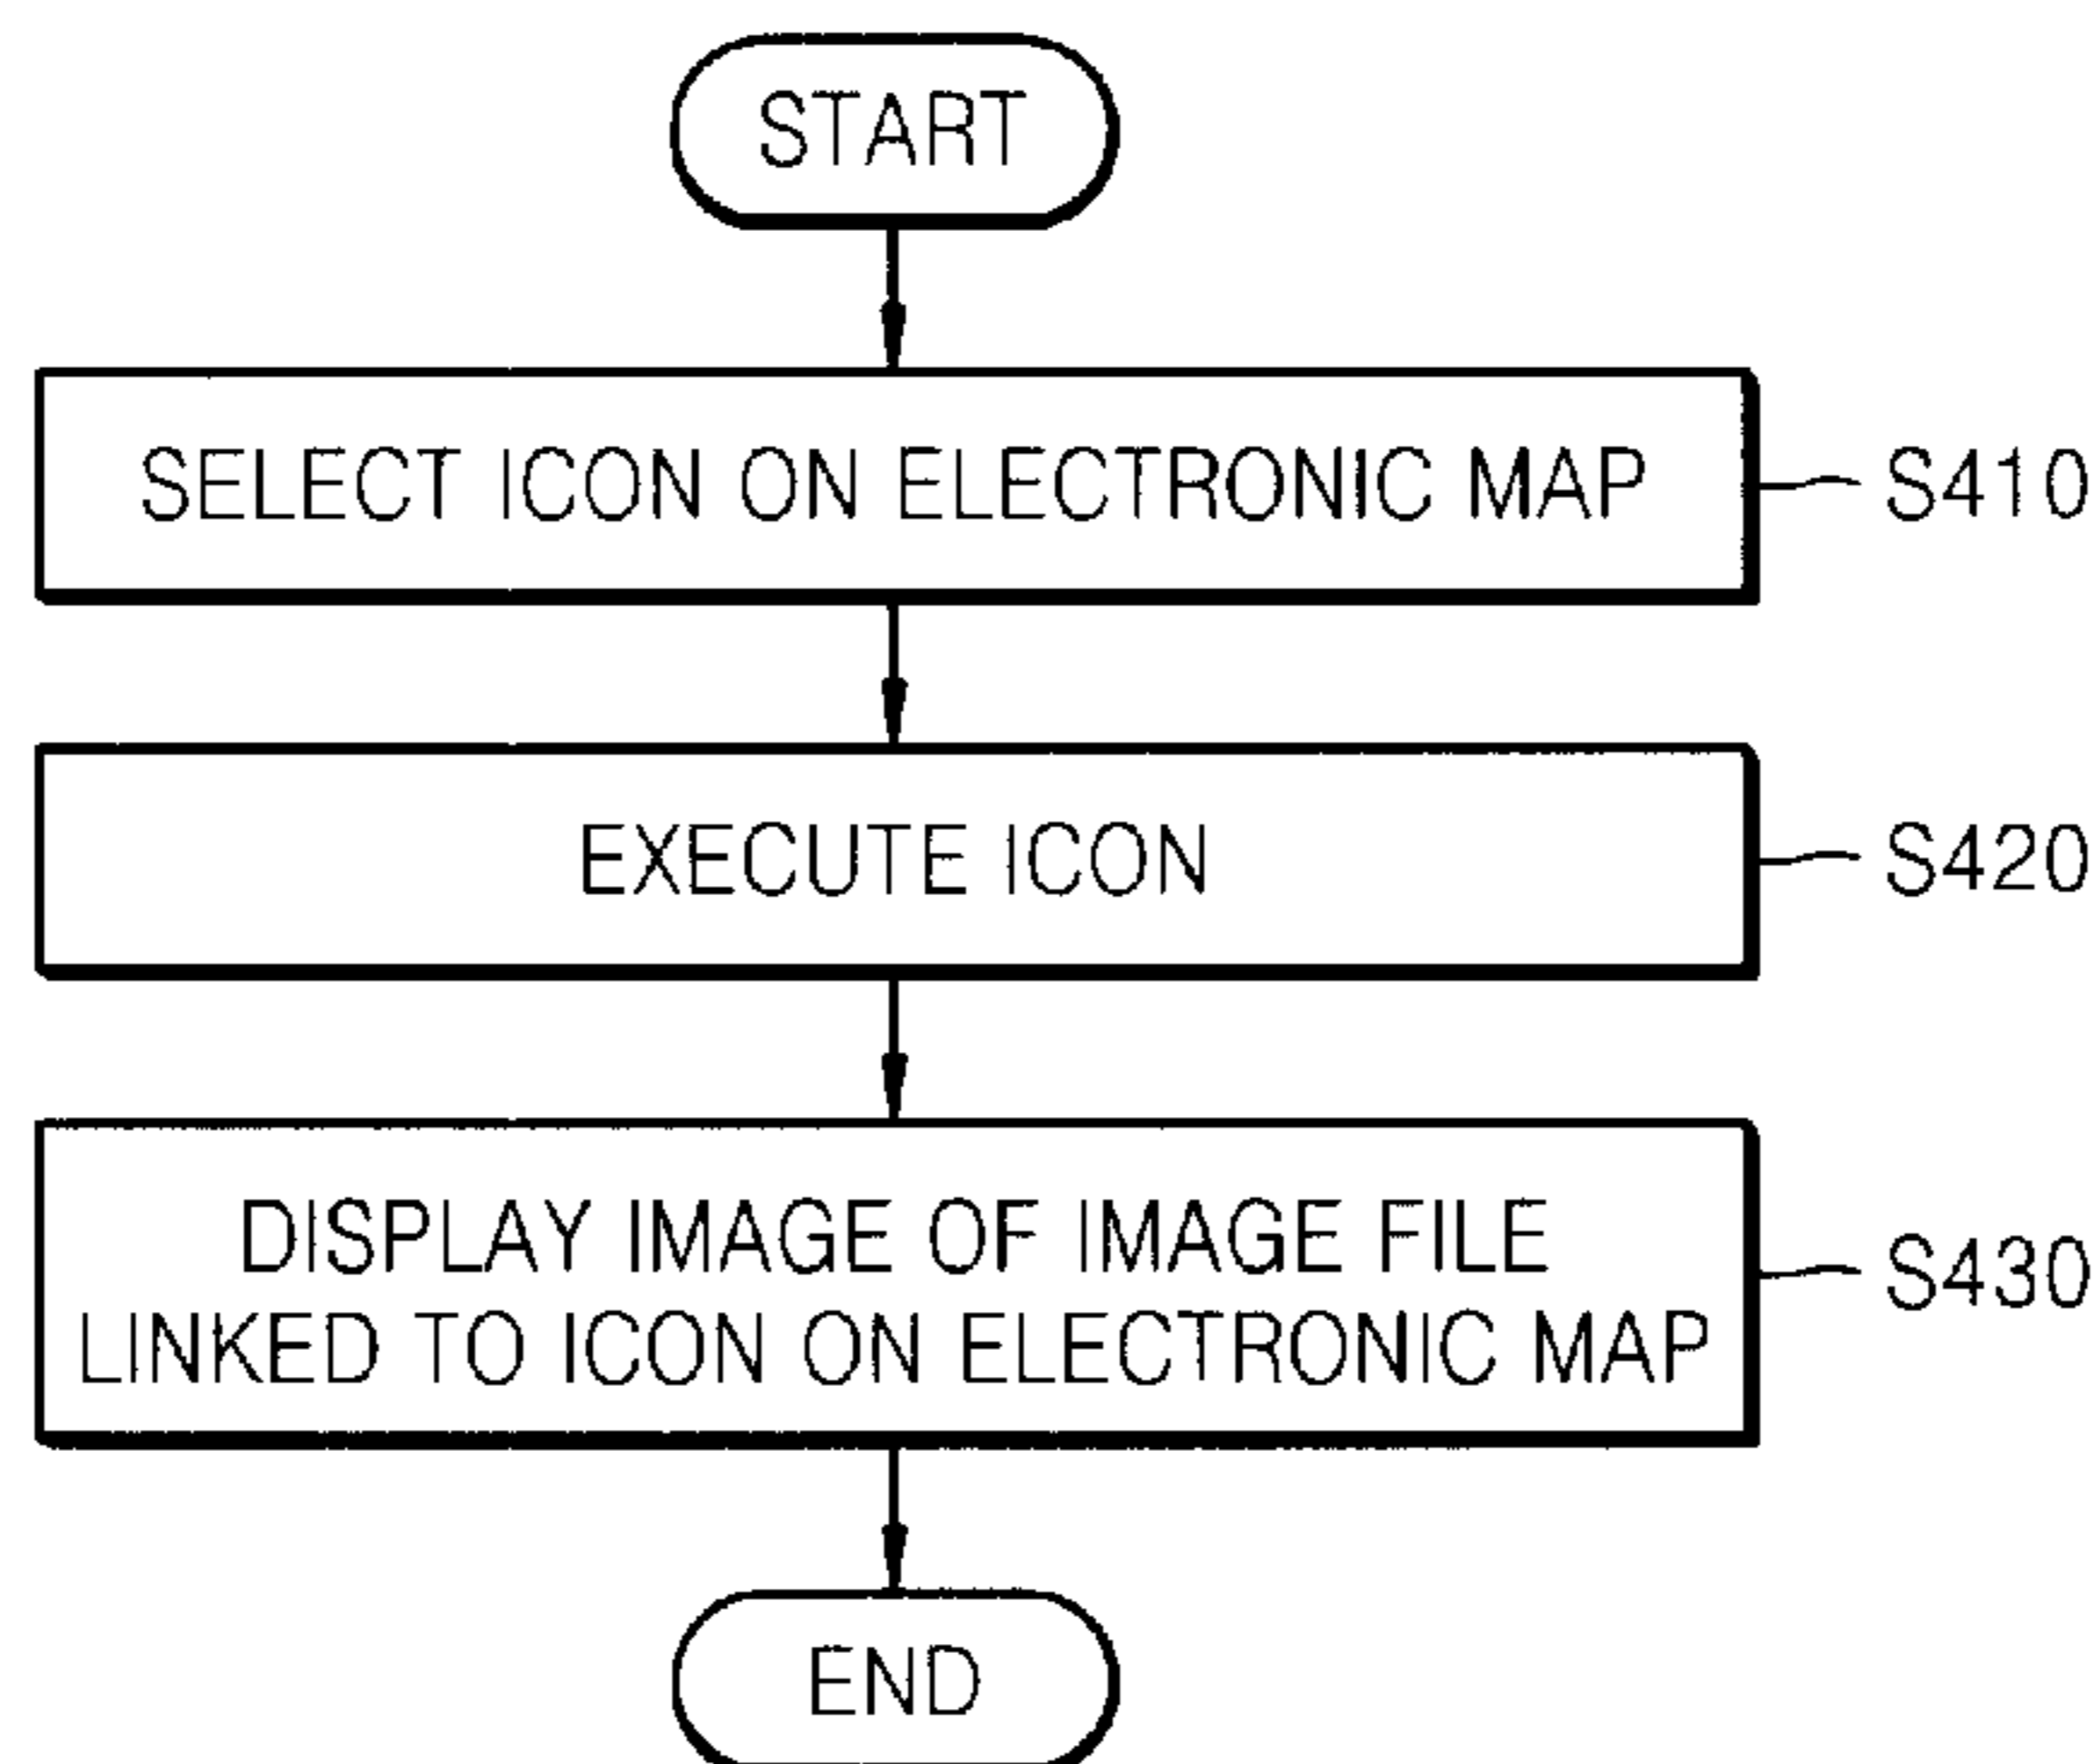 START
SELECT ICON ON ELECTRONIC MAP
S410
EXECUTE ICON
S420
DISPLAY IMAGE OF IMAGE FILE
LINKED TO ICON ON ELECTRONIC MAP
S430
END